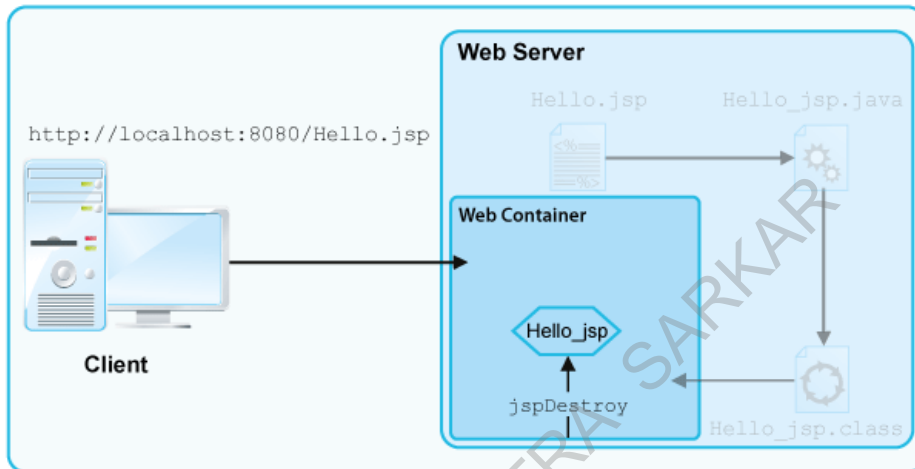 Web Server
Hello.jsp
Hello_jsp.java
http://localhost:8080/Hello.jsp
<%=
%>
Web Container
Hello_jsp
Client
jspDestroy
Hello_jsp.class
TRA SARKAR